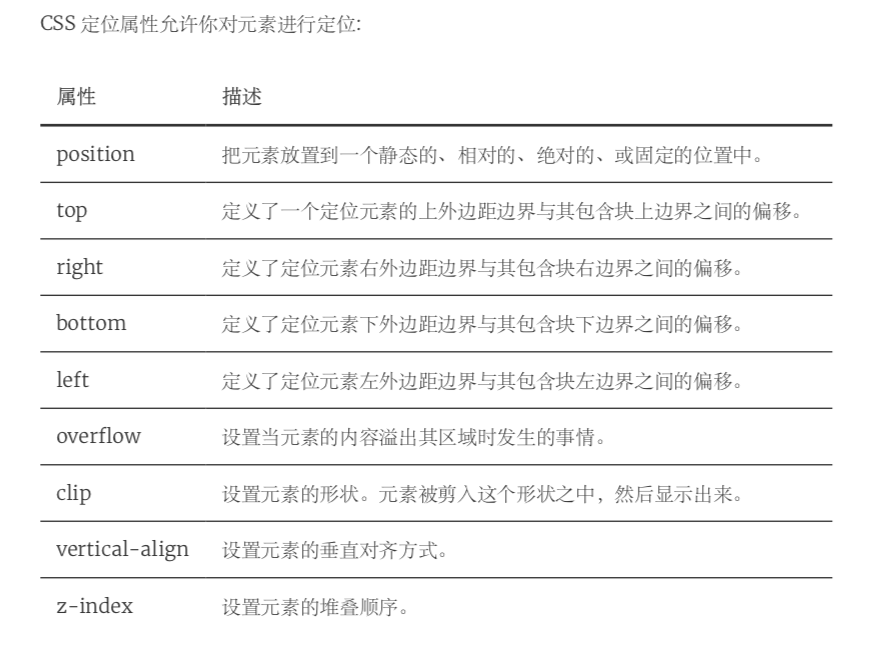 CSS 定位属性允许你对元素进行定位:
属性 描述
position 把元素放置到一个静态的、相对的、绝对的、或固定的位置中。
top 定义了一个定位元素的上外边距边界与其包含块上边界之间的偏移。
right 定义了定位元素右外边距边界与其包含块右边界之间的偏移。
bottom 定义了定位元素下外边距边界与其包含块下边界之间的偏移。
left 定义了定位元素左外边距边界与其包含块左边界之间的偏移。
overflow 设置当元素的内容溢出其区域时发生的事情。
clip 设置元素的形状。元素被剪入这个形状之中，然后显示出来。
vertical-align 设置元素的垂直对齐方式。
z-index 设置元素的堆叠顺序。